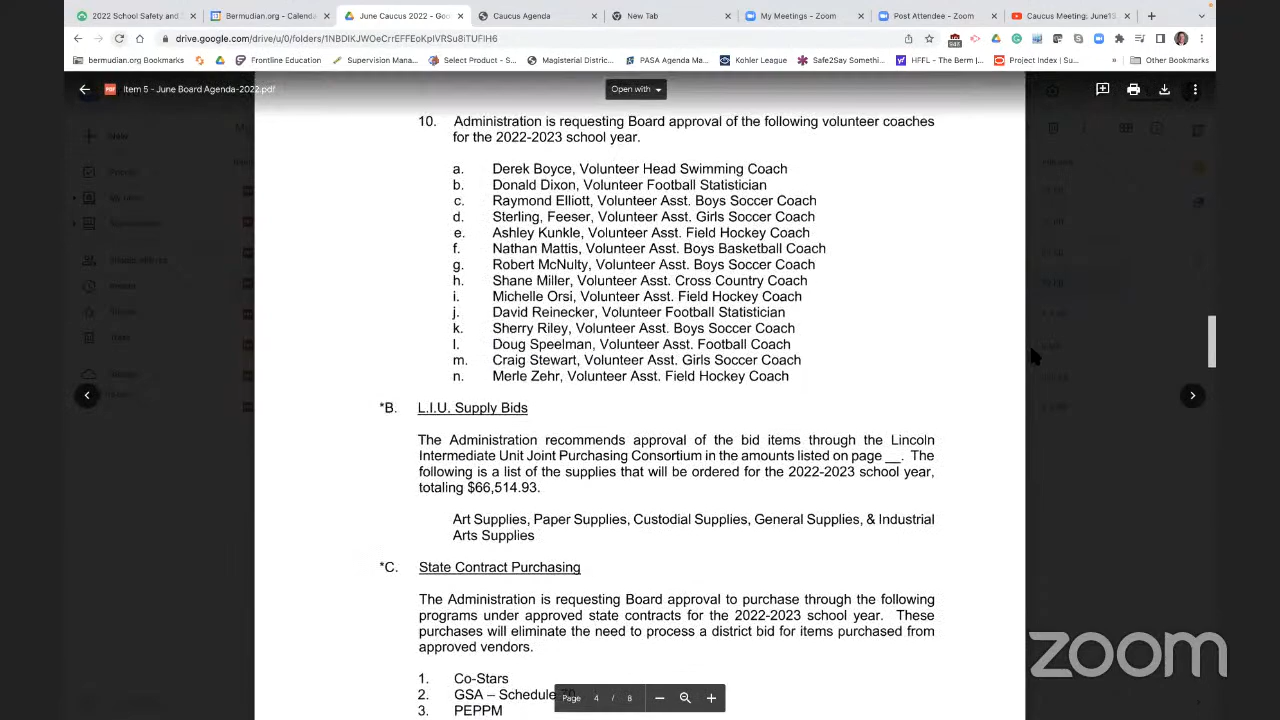 2022 School Safety and
Bermudian.org - Calenda
June Caucus 2022 - Goo
Caucus Agenda
New Tab
My Meetings - Zoom
Post Attendee - Zoom
Caucus Meeting: June
drive.google.com/drive/u/0/folders/1NBDIKJWOeCrrEFFEoKpIVRSu8iTUFIH6
bermudian.org Bookmarks
Frontline Education
Supervision Mana...
Select Product - S...
Magisterial Distric...
PASA Agenda Ma...
Kohler League
Safe2Say Somethi...
HFFL - The Berm |...
Project Index | Su...
Other Bookmarks
Item 5 - June Board Agenda-2022.pdf
Open with
10. Administration is requesting Board approval of the following volunteer coaches
for the 2022-2023 school year.
a. Derek Boyce, Volunteer Head Swimming Coach
b. Donald Dixon, Volunteer Football Statistician
c. Raymond Elliott, Volunteer Asst. Boys Soccer Coach
d. Sterling, Feeser, Volunteer Asst. Girls Soccer Coach
e. Ashley Kunkle, Volunteer Asst. Field Hockey Coach
f. Nathan Mattis, Volunteer Asst. Boys Basketball Coach
g. Robert McNulty, Volunteer Asst. Boys Soccer Coach
h. Shane Miller, Volunteer Asst. Cross Country Coach
i. Michelle Orsi, Volunteer Asst. Field Hockey Coach
j. David Reinecker, Volunteer Football Statistician
k. Sherry Riley, Volunteer Asst. Boys Soccer Coach
l. Doug Speelman, Volunteer Asst. Football Coach
m. Craig Stewart, Volunteer Asst. Girls Soccer Coach
n. Merle Zehr, Volunteer Asst. Field Hockey Coach
*B. L.I.U. Supply Bids
The Administration recommends approval of the bid items through the Lincoln
Intermediate Unit Joint Purchasing Consortium in the amounts listed on page __. The
following is a list of the supplies that will be ordered for the 2022-2023 school year,
totaling $66,514.93.
Art Supplies, Paper Supplies, Custodial Supplies, General Supplies, & Industrial
Arts Supplies
*C. State Contract Purchasing
The Administration is requesting Board approval to purchase through the following
programs under approved state contracts for the 2022-2023 school year. These
purchases will eliminate the need to process a district bid for items purchased from
approved vendors.
1. Co-Stars
2. GSA – Schedule
3. PEPPM
Page 4 / 8
zoom